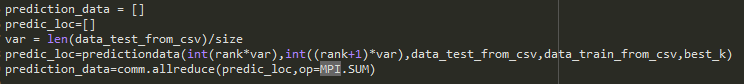 prediction_data = []
predic_loc=[]
var = len(data_test_from_csv)/size
predic_loc=predictiondata(int(rank*var),int((rank+1)*var),data_test_from_csv,data_train_from_csv,best_k)
prediction_data=comm.allreduce(predic_loc,op=MPI.SUM)